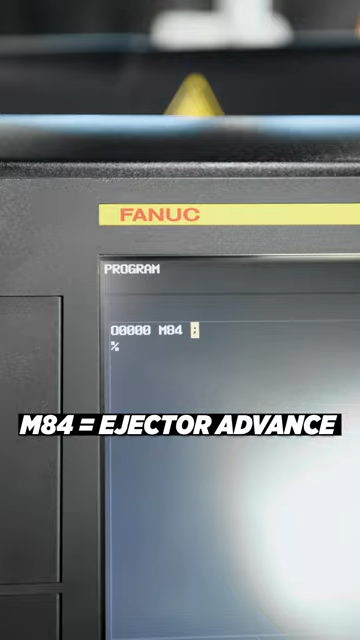 FANUC
PROGRAM
O0000 M84 ;
%
M84 = EJECTOR ADVANCE